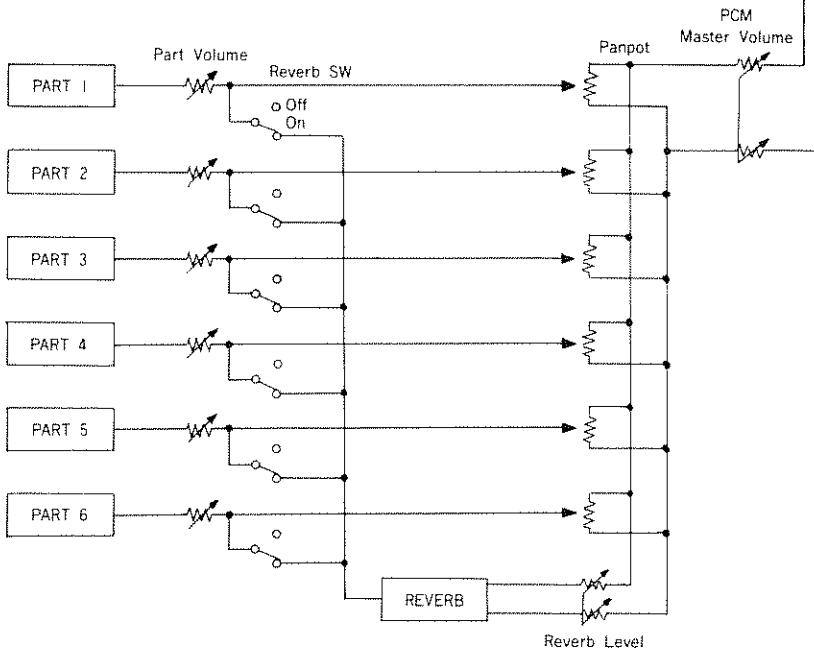 PCM
Master Volume
Part Volume
Reverb SW
Panpot
PART 1
Off
On
PART 2
PART 3
PART 4
PART 5
PART 6
REVERB
Reverb Level